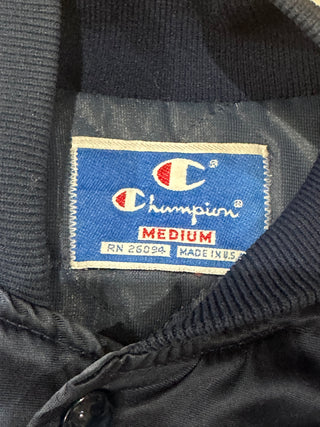 C®
Champion
MEDIUM
RN 26094 MADE IN U.S.